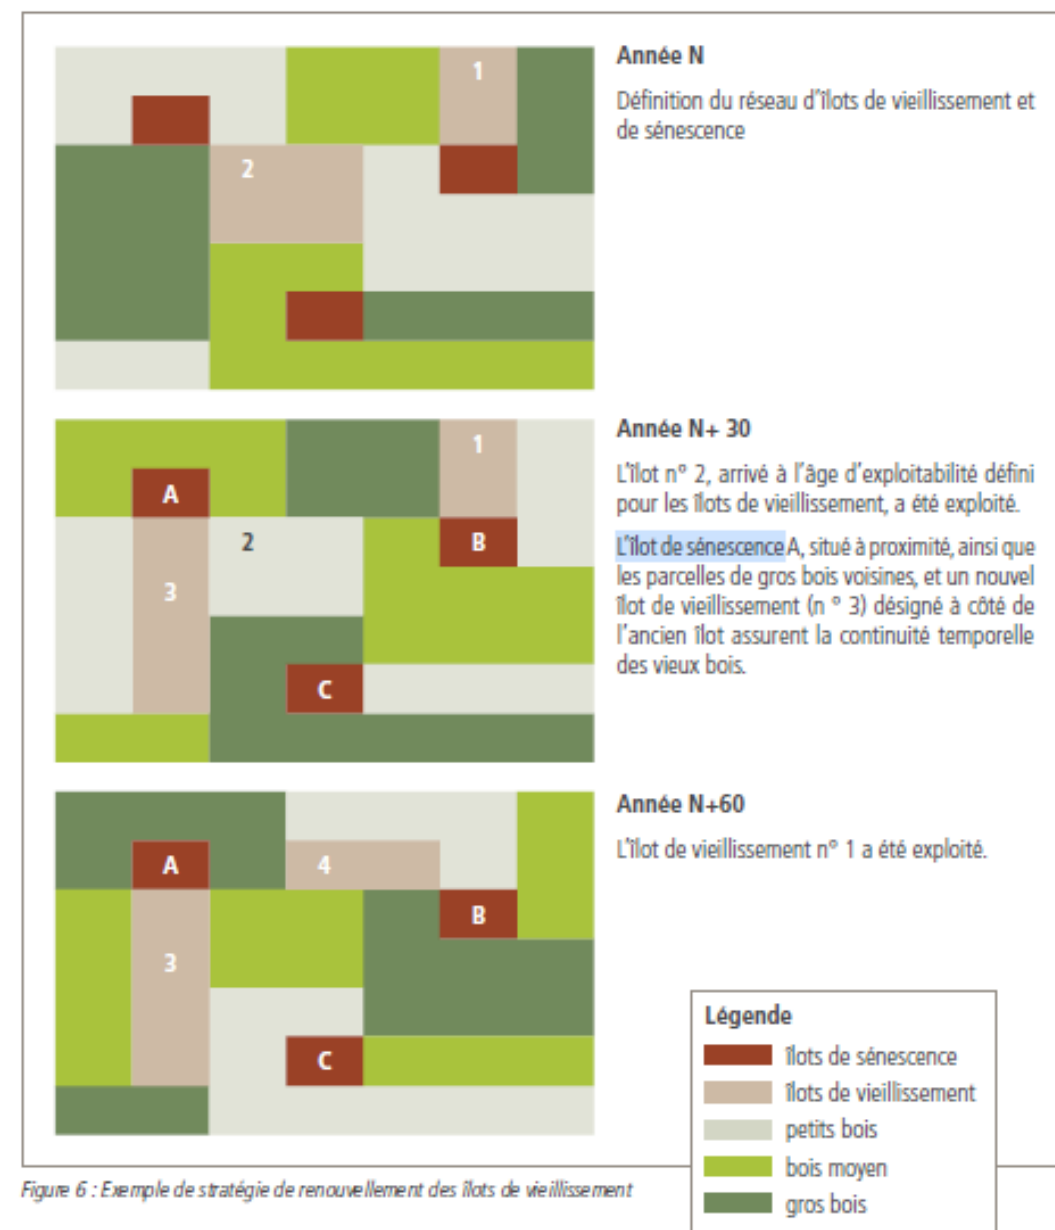 1
2
Année N
Définition du réseau d'îlots de vieillissement et
de sénescence
1
A
2
B
3
C
Année N+ 30
L'îlot n° 2, arrivé à l'âge d'exploitabilité défini
pour les îlots de vieillissement, a été exploité.
L'îlot de sénescence A, situé à proximité, ainsi que
les parcelles de gros bois voisines, et un nouvel
îlot de vieillissement (n ° 3) désigné à côté de
l'ancien îlot assurent la continuité temporelle
des vieux bois.
A
4
B
3
C
Année N+60
L'îlot de vieillissement n° 1 a été exploité.
Légende
îlots de sénescence
îlots de vieillissement
petits bois
bois moyen
gros bois
Figure 6 : Exemple de stratégie de renouvellement des îlots de vieillissement